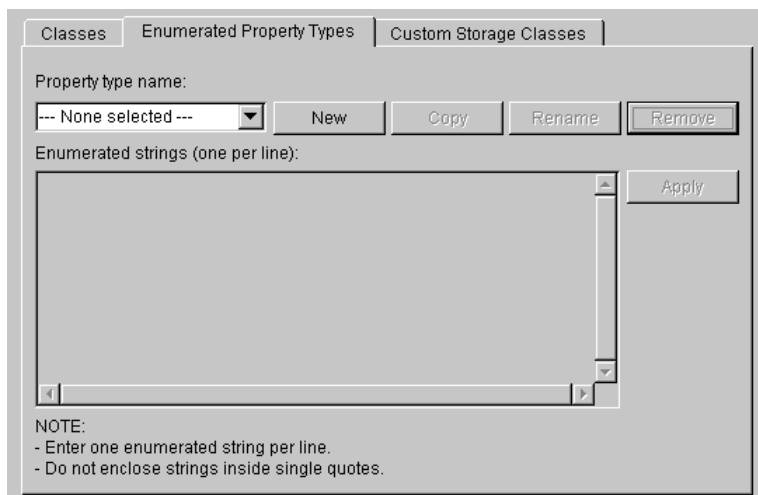 Classes Enumerated Property Types Custom Storage Classes
Property type name:
--- None selected --- New Copy Rename Remove
Enumerated strings (one per line):
Apply
NOTE:
- Enter one enumerated string per line.
- Do not enclose strings inside single quotes.